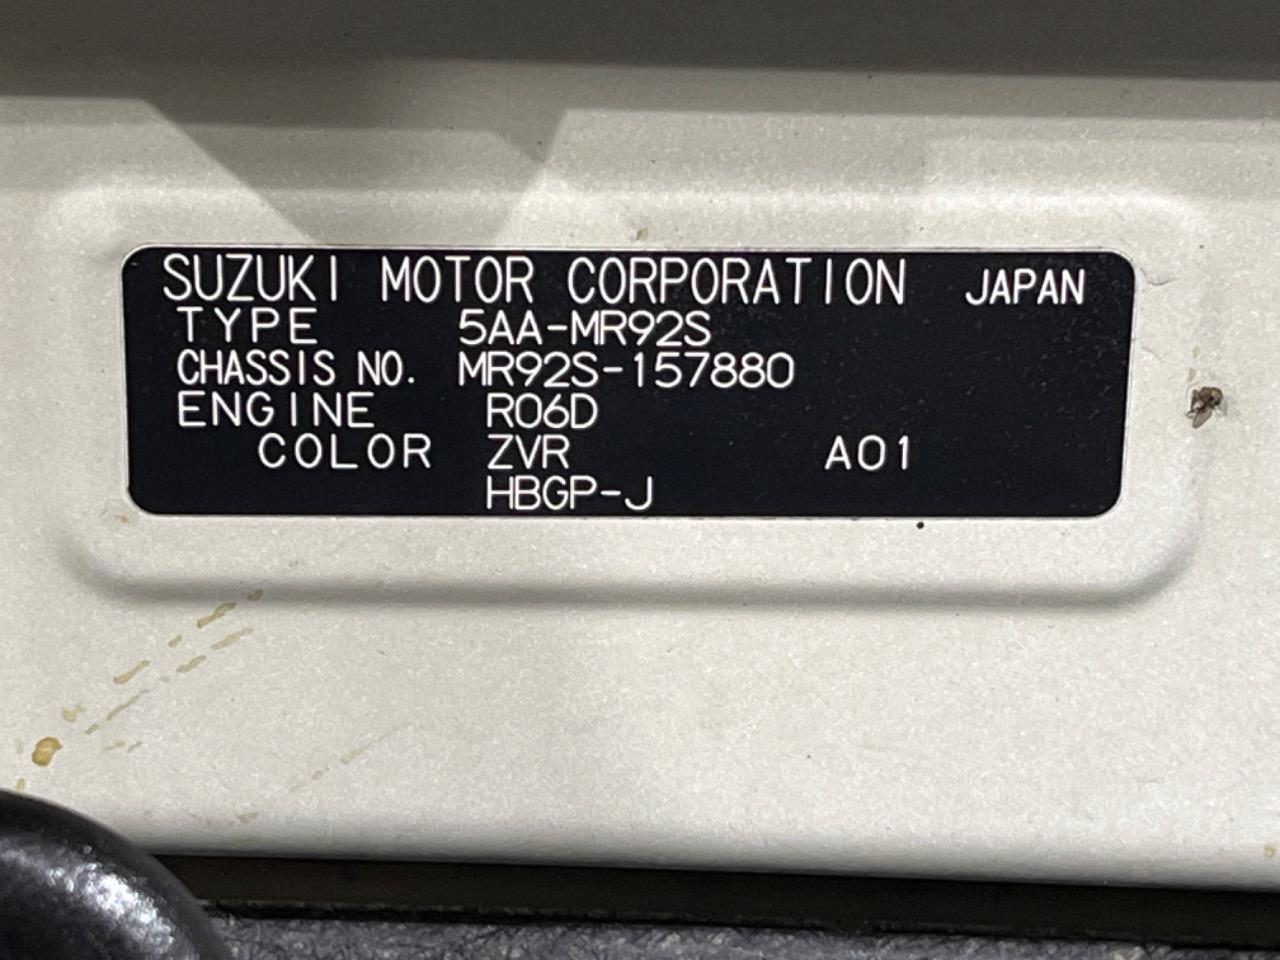 SUZUKI MOTOR CORPORATION JAPAN
TYPE 5AA-MR92S
CHASSIS NO. MR92S-157880
ENGINE R06D
COLOR ZVR A01
HBGP-J